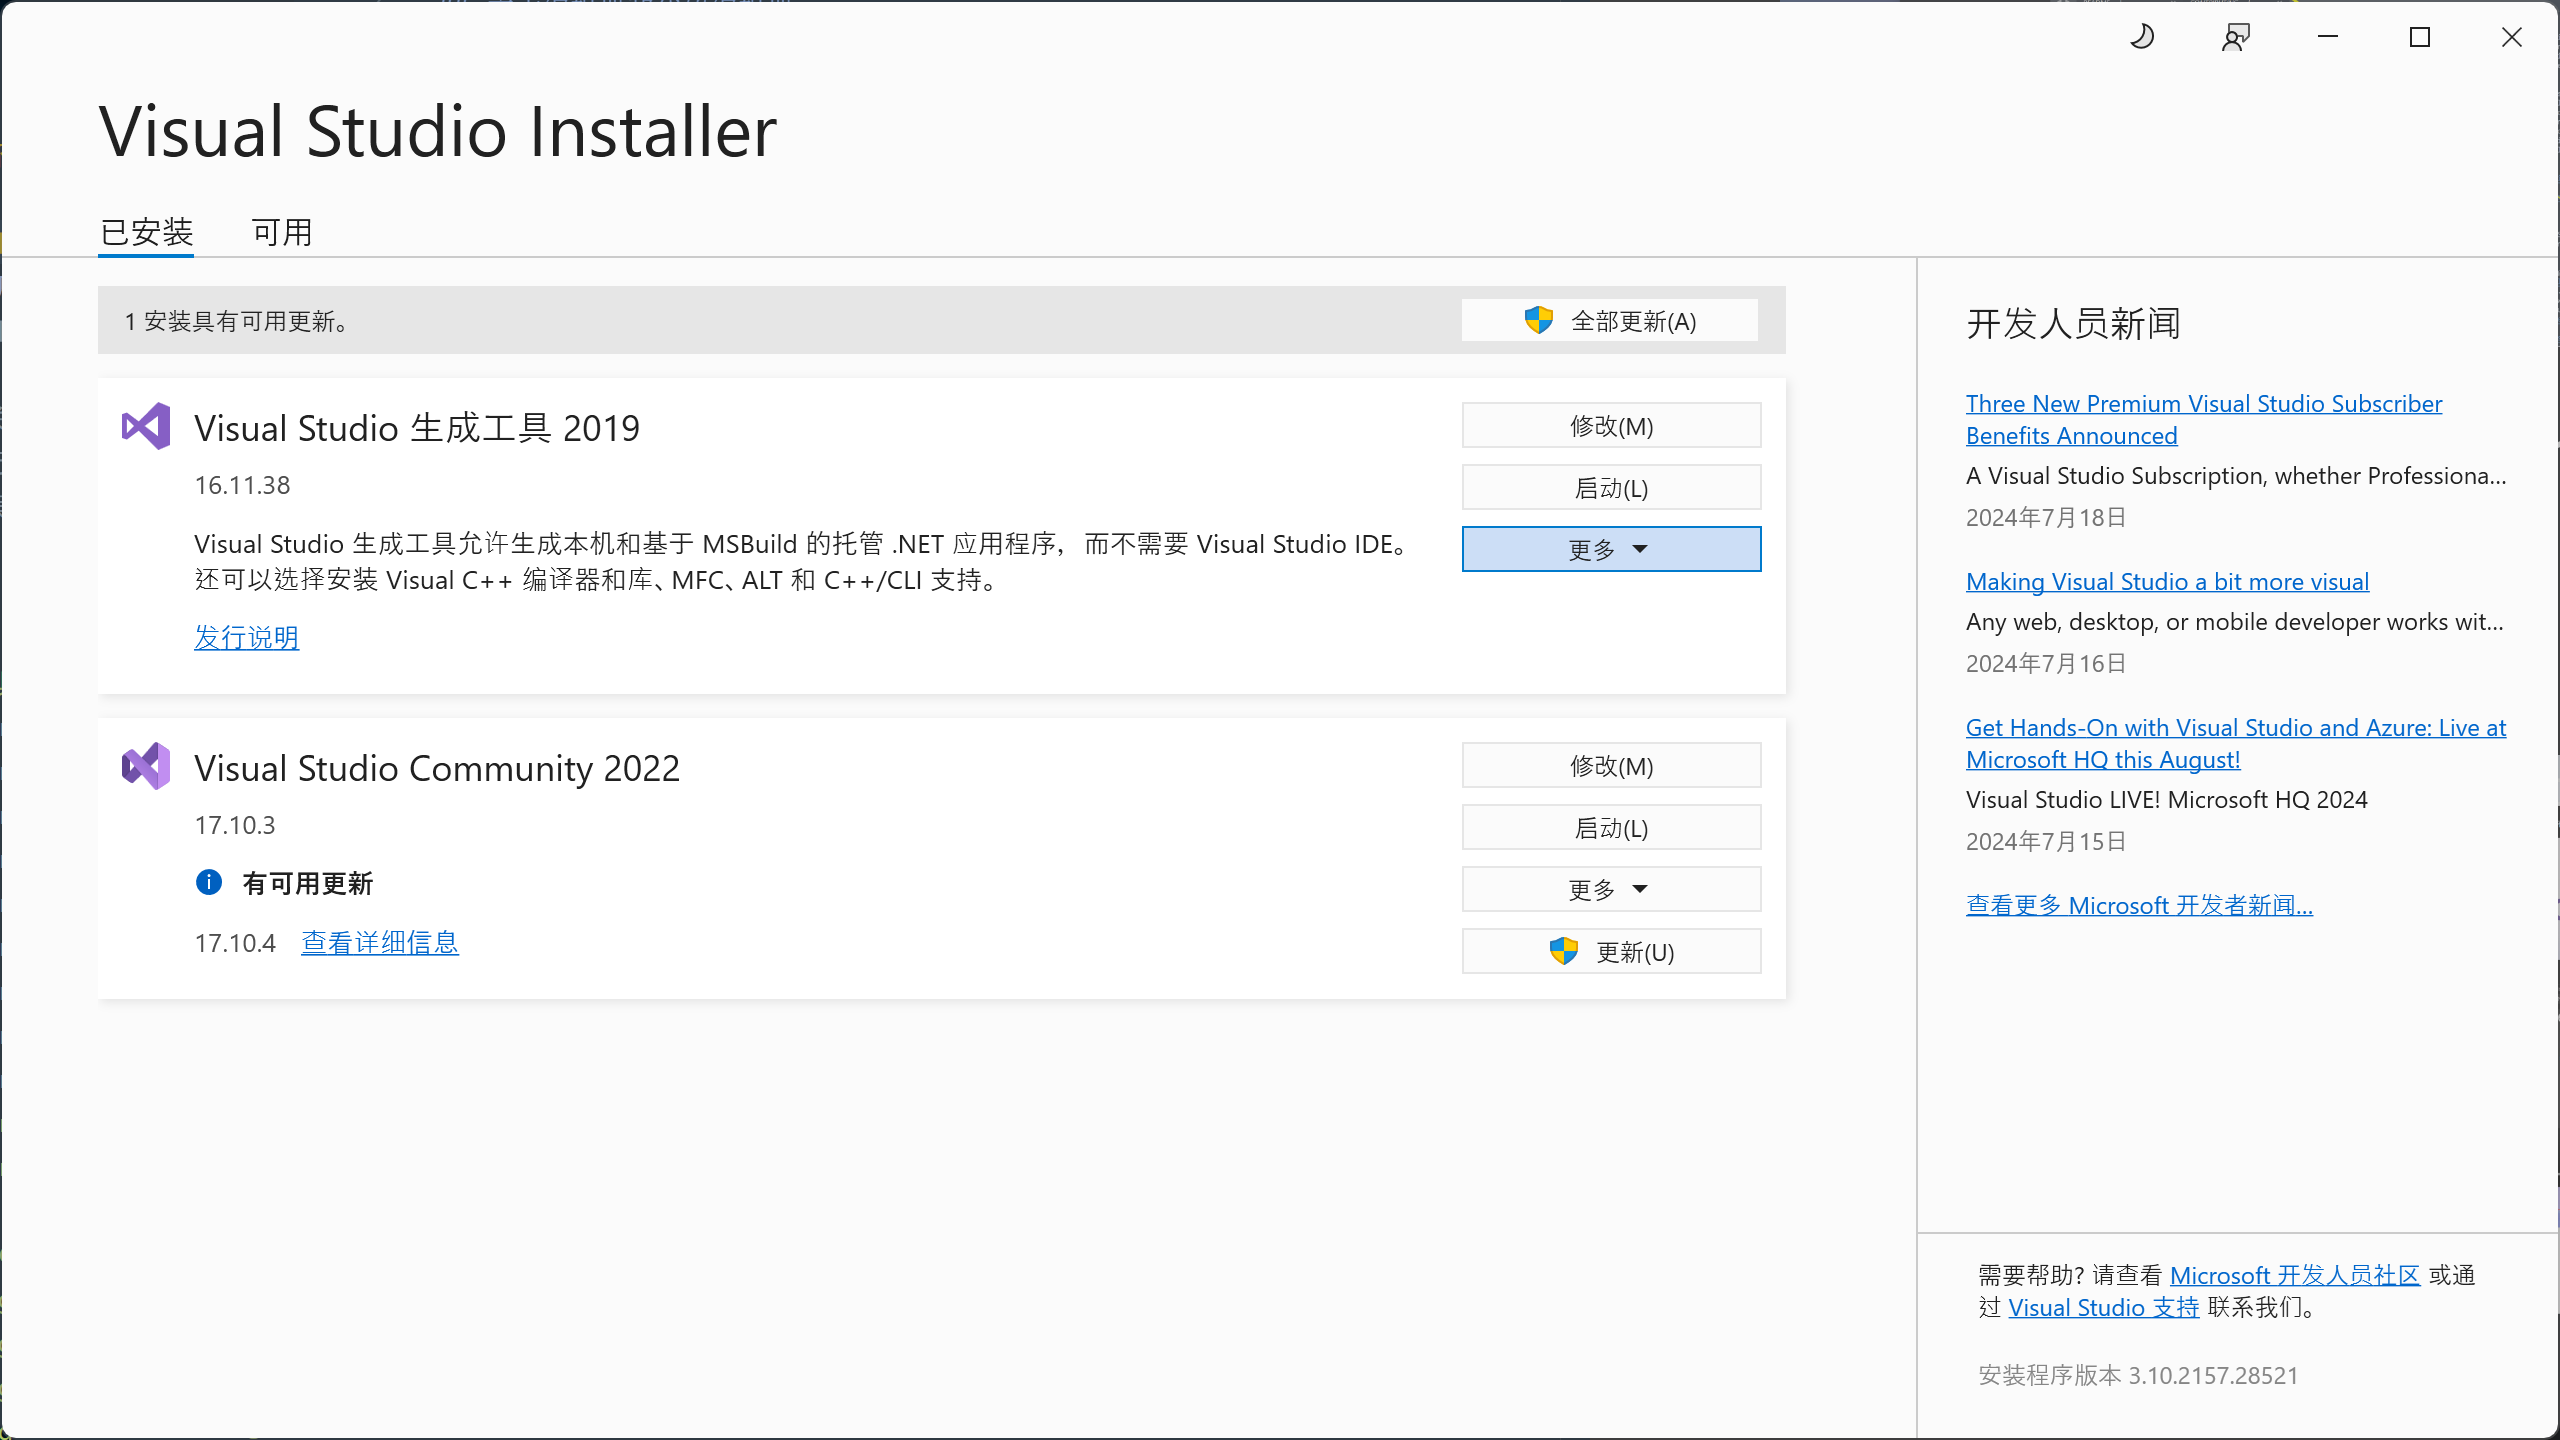 Visual Studio Installer
已安装
可用
1 安装具有可用更新。
全部更新(A)
Visual Studio 生成工具 2019
16.11.38
Visual Studio 生成工具允许生成本机和基于 MSBuild 的托管 .NET 应用程序，而不需要 Visual Studio IDE。
还可以选择安装 Visual C++ 编译器和库、MFC、ALT 和 C++/CLI 支持。
发行说明
修改(M)
启动(L)
更多
Visual Studio Community 2022
17.10.3
有可用更新
17.10.4 查看详细信息
修改(M)
启动(L)
更多
更新(U)
开发人员新闻
Three New Premium Visual Studio Subscriber
Benefits Announced
A Visual Studio Subscription, whether Professiona...
2024年7月18日
Making Visual Studio a bit more visual
Any web, desktop, or mobile developer works wit...
2024年7月16日
Get Hands-On with Visual Studio and Azure: Live at
Microsoft HQ this August!
Visual Studio LIVE! Microsoft HQ 2024
2024年7月15日
查看更多 Microsoft 开发者新闻...
需要帮助? 请查看 Microsoft 开发人员社区 或通
过 Visual Studio 支持 联系我们。
安装程序版本 3.10.2157.28521